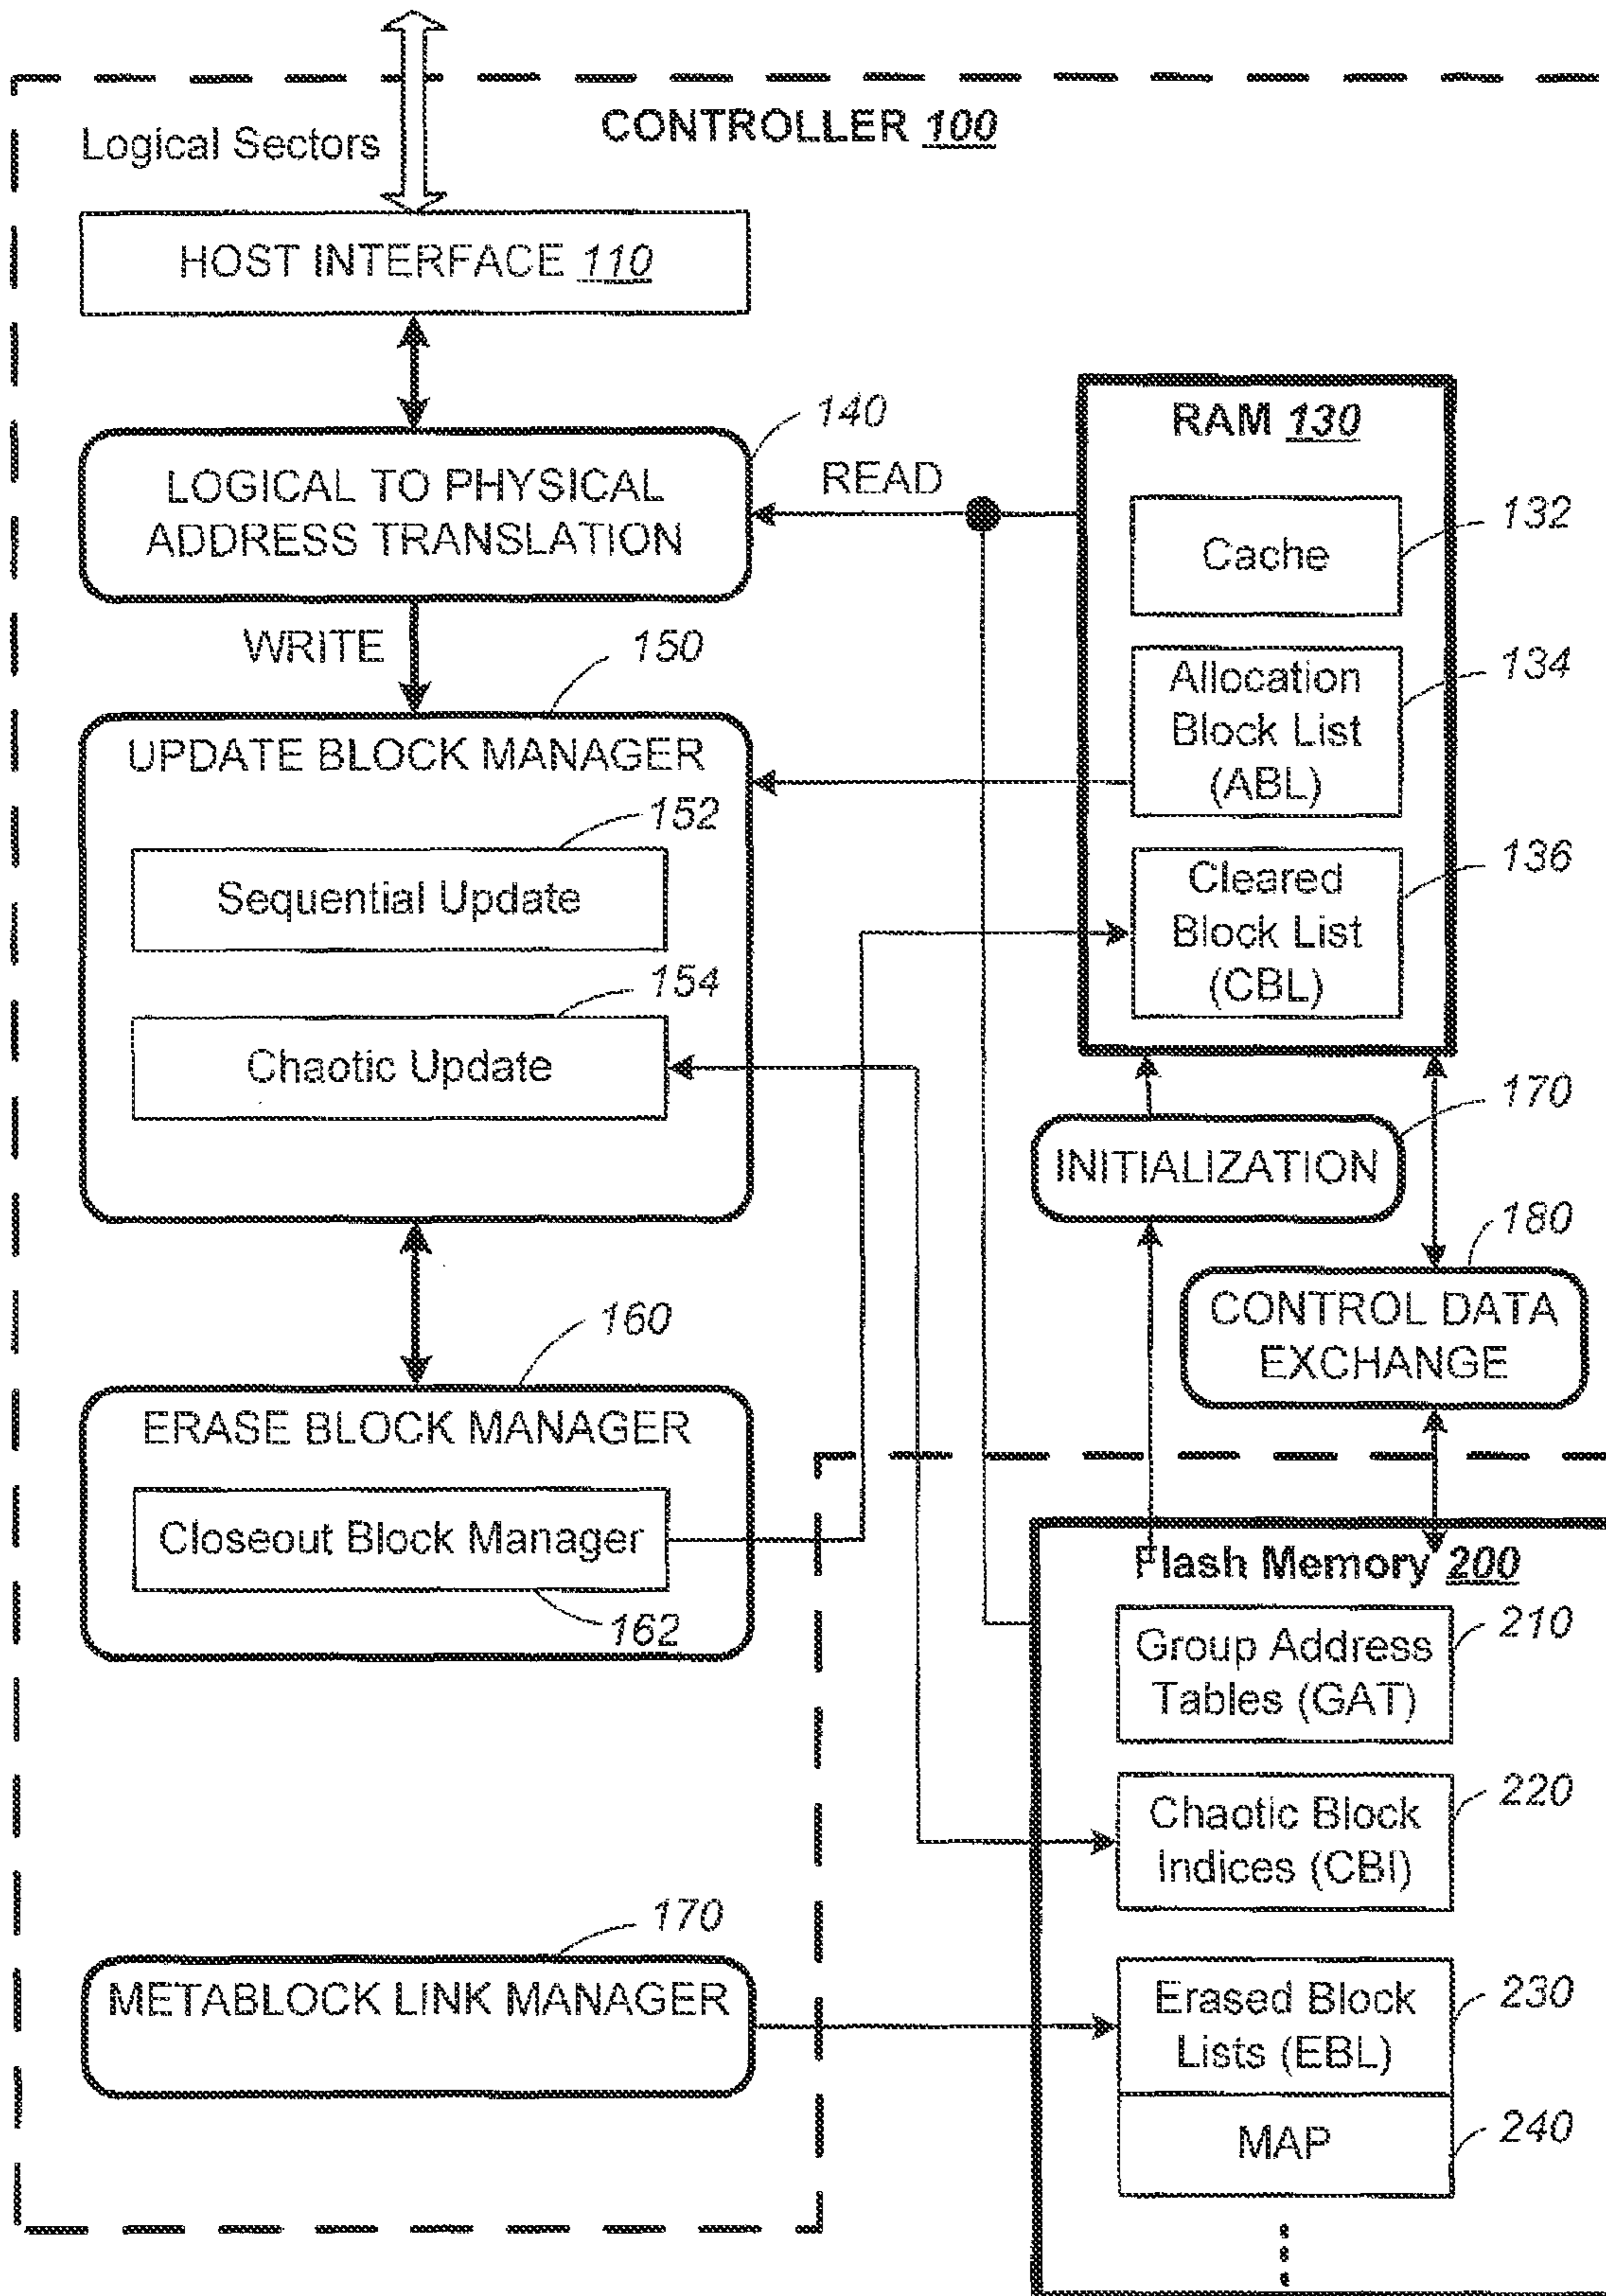 Logical Sectors
CONTROLLER 100
HOST INTERFACE 110
140
LOGICAL TO PHYSICAL
ADDRESS TRANSLATION
READ
RAM 130
Cache
132
Allocation
Block List
(ABL)
134
Cleared
Block List
(CBL)
136
WRITE
150
UPDATE BLOCK MANAGER
152
Sequential Update
154
Chaotic Update
170
INITIALIZATION
180
CONTROL DATA
EXCHANGE
160
ERASE BLOCK MANAGER
Closeout Block Manager
162
Flash Memory 200
Group Address
Tables (GAT)
210
Chaotic Block
Indices (CBI)
220
170
METABLOCK LINK MANAGER
Erased Block
Lists (EBL)
230
MAP
240